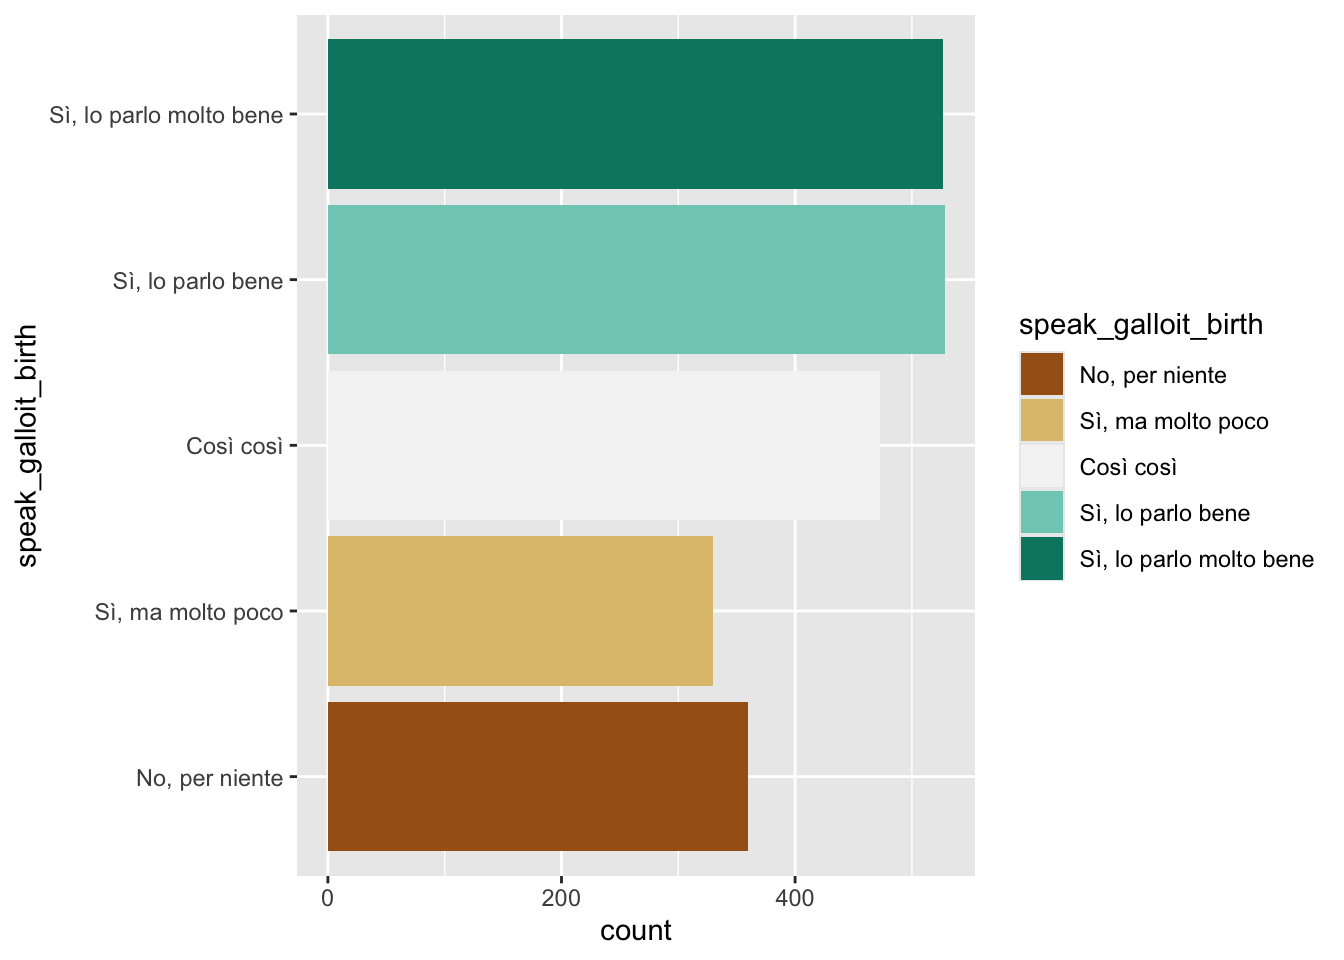 speak_galloit_birth
Sì, lo parlo molto bene
Sì, lo parlo bene
Così così
Sì, ma molto poco
No, per niente
0
200
400
count
speak_galloit_birth
No, per niente
Sì, ma molto poco
Così così
Sì, lo parlo bene
Sì, lo parlo molto bene